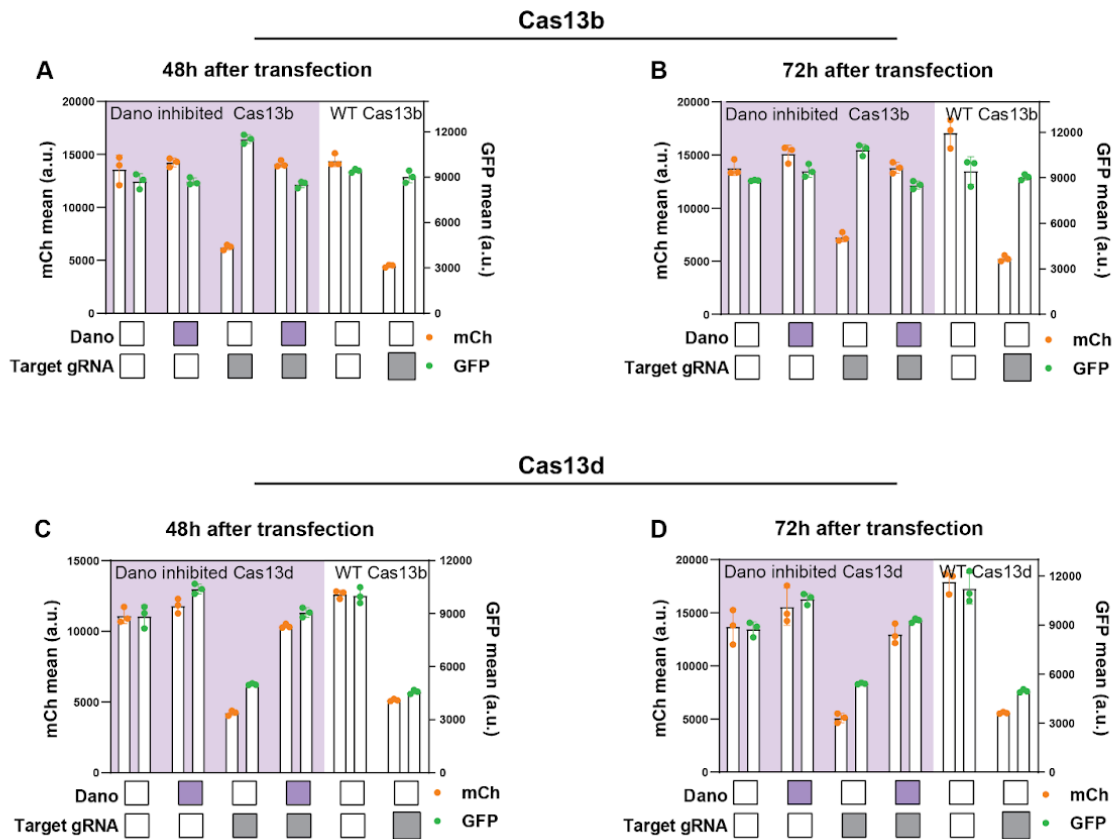 Cas13b
A
48h after transfection
20000
15000
10000
5000
0
mCh mean (a.u.)
Dano inhibited Cas13b
WT Cas13b
12000
9000
6000
3000
0
GFP mean (a.u.)
Dano
Target gRNA
mCh
GFP
B
72h after transfection
20000
15000
10000
5000
0
mCh mean (a.u.)
Dano inhibited Cas13b
WT Cas13b
12000
9000
6000
3000
0
GFP mean (a.u.)
Dano
Target gRNA
mCh
GFP
Cas13d
C
48h after transfection
15000
10000
5000
0
mCh mean (a.u.)
Dano inhibited Cas13d
WT Cas13b
12000
9000
6000
3000
0
GFP mean (a.u.)
Dano
Target gRNA
mCh
GFP
D
72h after transfection
20000
15000
10000
5000
0
mCh mean (a.u.)
Dano inhibited Cas13d
WT Cas13d
12000
9000
6000
3000
0
GFP mean (a.u.)
Dano
Target gRNA
mCh
GFP